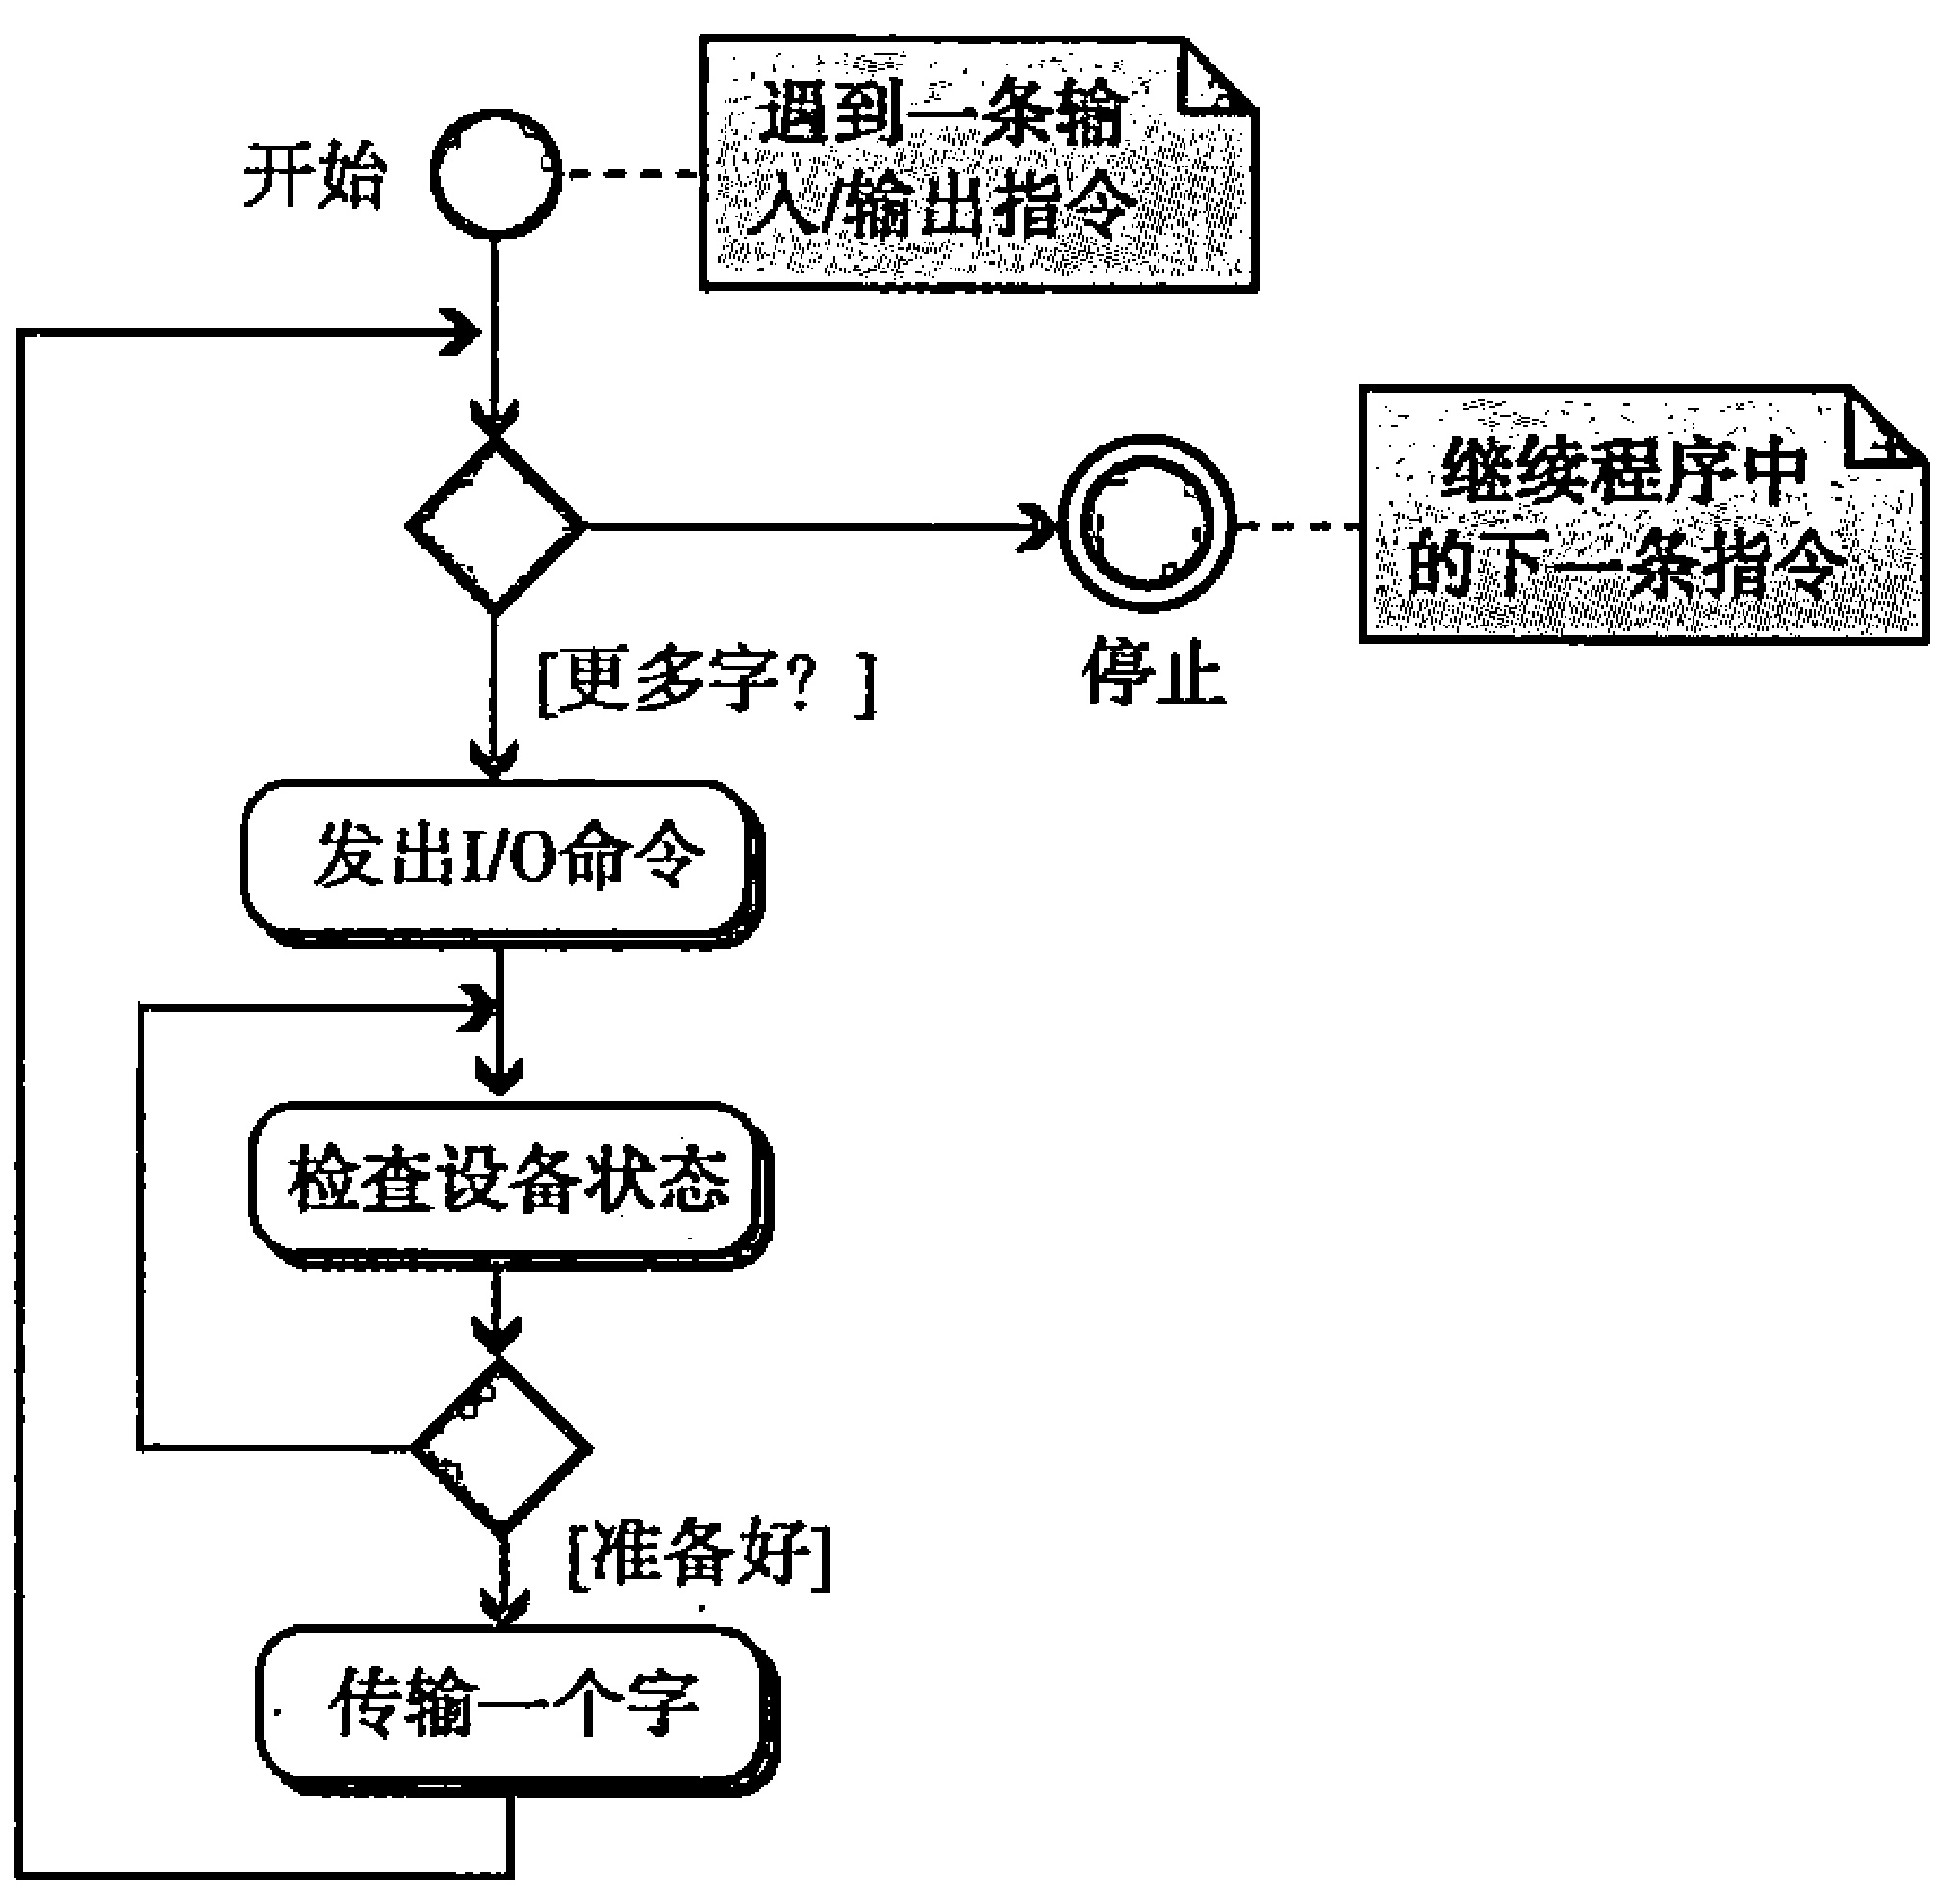 遇到一条输
入/输出指令
开始
继续程序中
的下一条指令
[更多字？]
停止
发出I/O命令
检查设备状态
[准备好]
传输一个字